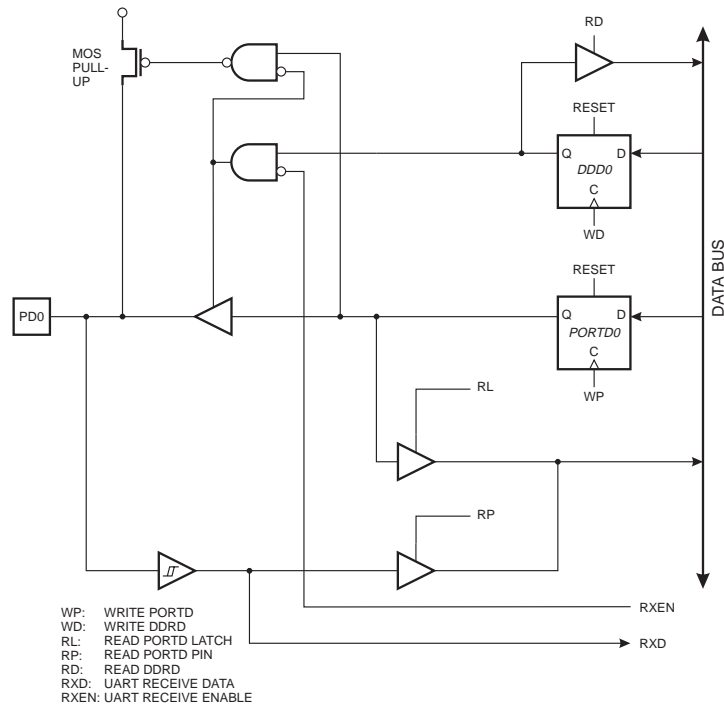 RD
MOS
PULL-
UP
RESET
Q
D
DDD0
C
WD
RESET
PD0
Q
D
PORTD0
C
DATA BUS
WP
RL
RP
RXEN
RXD
WP: WRITE PORTD
WD: WRITE DDRD
RL: READ PORTD LATCH
RP: READ PORTD PIN
RD: READ DDRD
RXD: UART RECEIVE DATA
RXEN: UART RECEIVE ENABLE